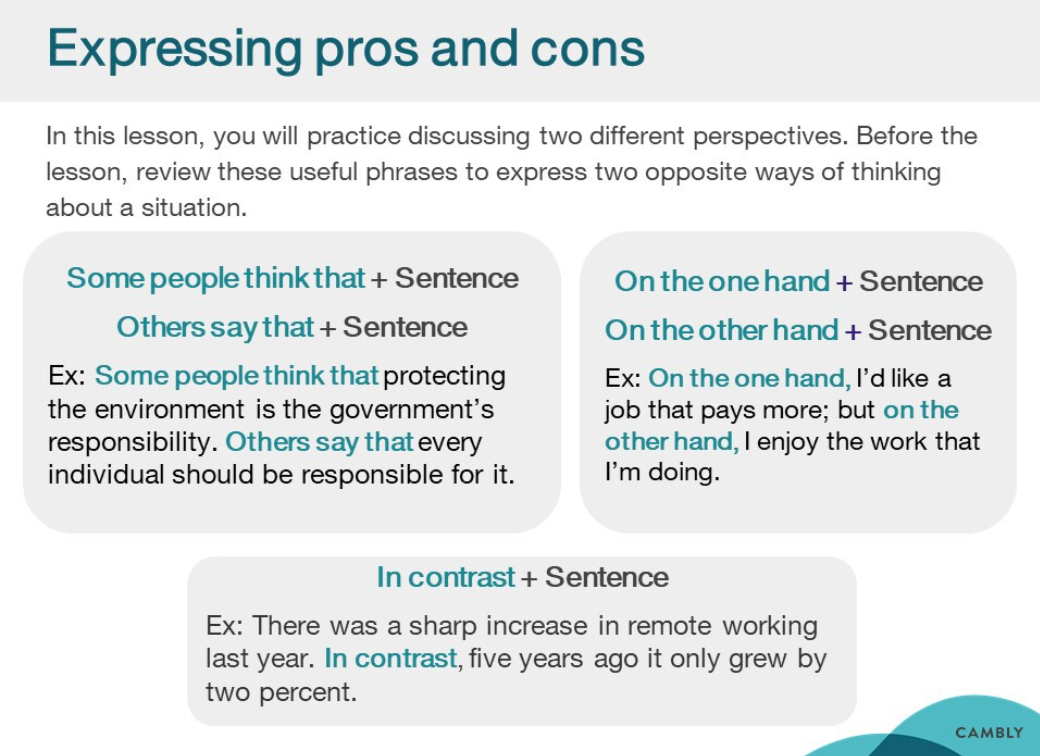 Expressing pros and cons
In this lesson, you will practice discussing two different perspectives. Before the
lesson, review these useful phrases to express two opposite ways of thinking
about a situation.
Some people think that + Sentence
Others say that + Sentence
Ex: Some people think that protecting
the environment is the government's
responsibility. Others say that every
individual should be responsible for it.
On the one hand + Sentence
On the other hand + Sentence
Ex: On the one hand, I'd like a
job that pays more; but on the
other hand, I enjoy the work that
I'm doing.
In contrast + Sentence
Ex: There was a sharp increase in remote working
last year. In contrast, five years ago it only grew by
two percent.
CAMBLY